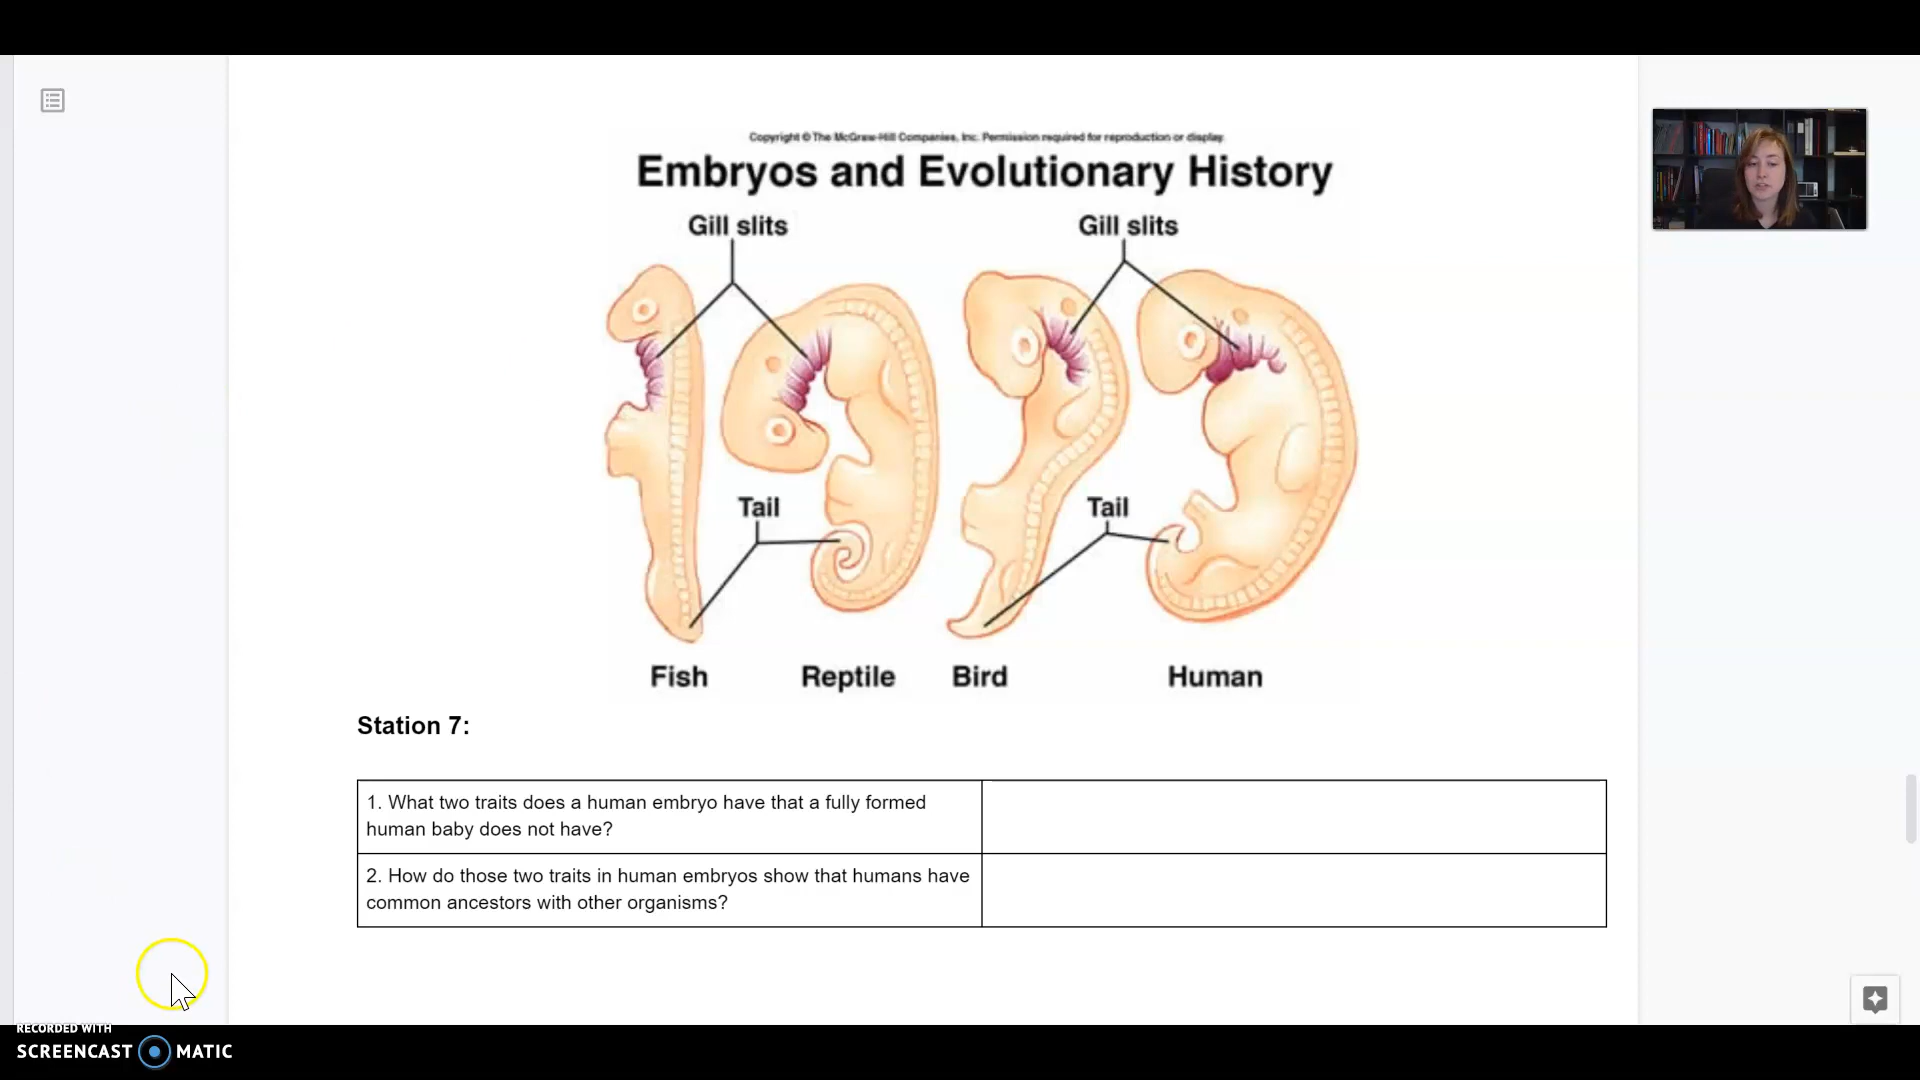 Copyright © The McGraw-Hill Companies, Inc. Permission required for reproduction or display.
Embryos and Evolutionary History
Gill slits
Gill slits
Tail
Tail
Fish
Reptile
Bird
Human
Station 7:
1. What two traits does a human embryo have that a fully formed
human baby does not have?
2. How do those two traits in human embryos show that humans have
common ancestors with other organisms?
RECORDED WITH
SCREENCAST MATIC